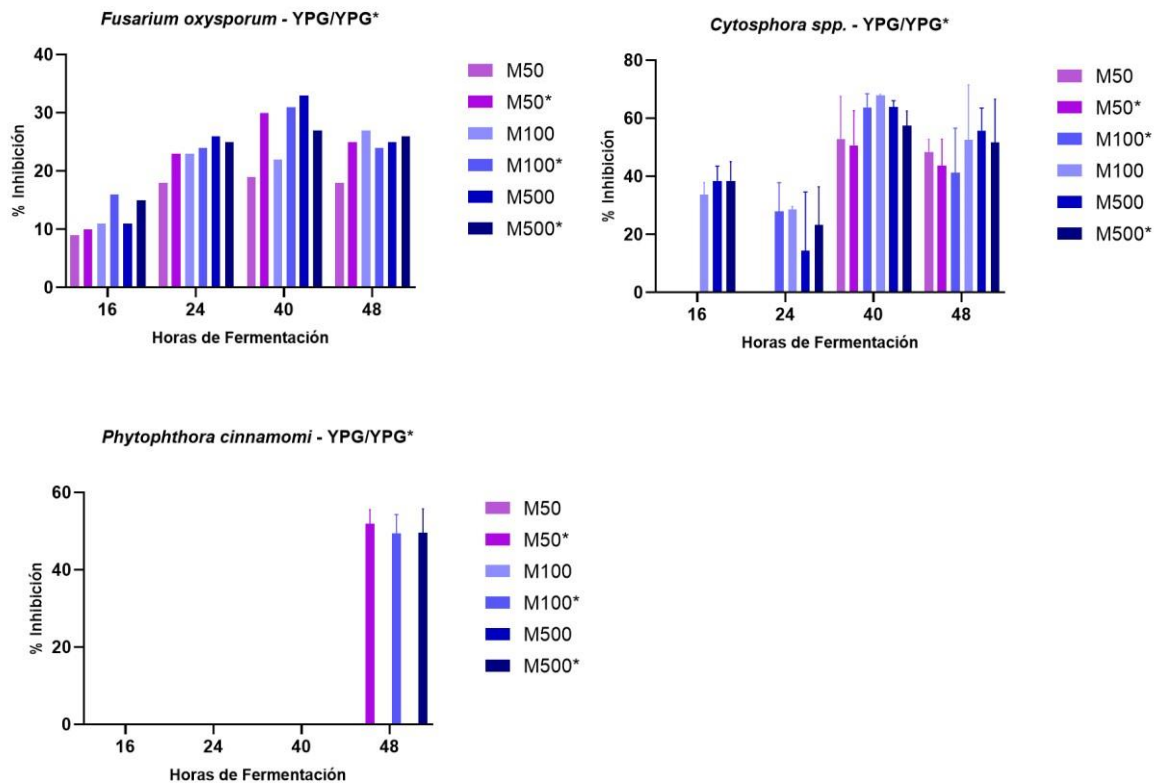 Fusarium oxysporum - YPG/YPG*
% Inhibición
40
30
20
10
0
16 24 40 48
Horas de Fermentación
M50
M50*
M100
M100*
M500
M500*
Cytosphora spp. - YPG/YPG*
% Inhibición
80
60
40
20
0
16 24 40 48
Horas de Fermentación
M50
M50*
M100*
M100
M500
M500*
Phytophthora cinnamomi - YPG/YPG*
% Inhibición
60
40
20
0
16 24 40 48
Horas de Fermentación
M50
M50*
M100
M100*
M500
M500*